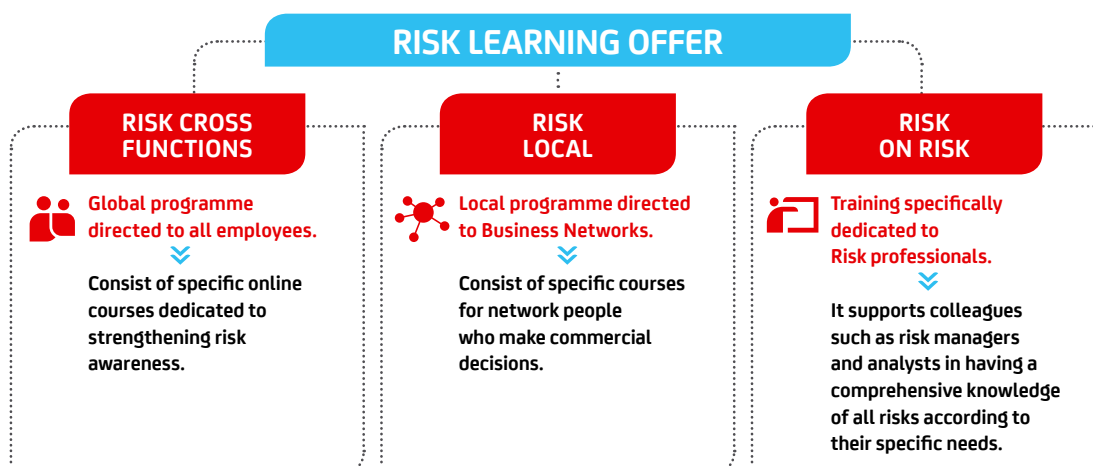 RISK LEARNING OFFER
RISK CROSS
FUNCTIONS
Global programme
directed to all employees.
Consist of specific online
courses dedicated to
strengthening risk
awareness.
RISK
LOCAL
Local programme directed
to Business Networks.
Consist of specific courses
for network people
who make commercial
decisions.
RISK
ON RISK
Training specifically
dedicated to
Risk professionals.
It supports colleagues
such as risk managers
and analysts in having a
comprehensive knowledge
of all risks according to
their specific needs.